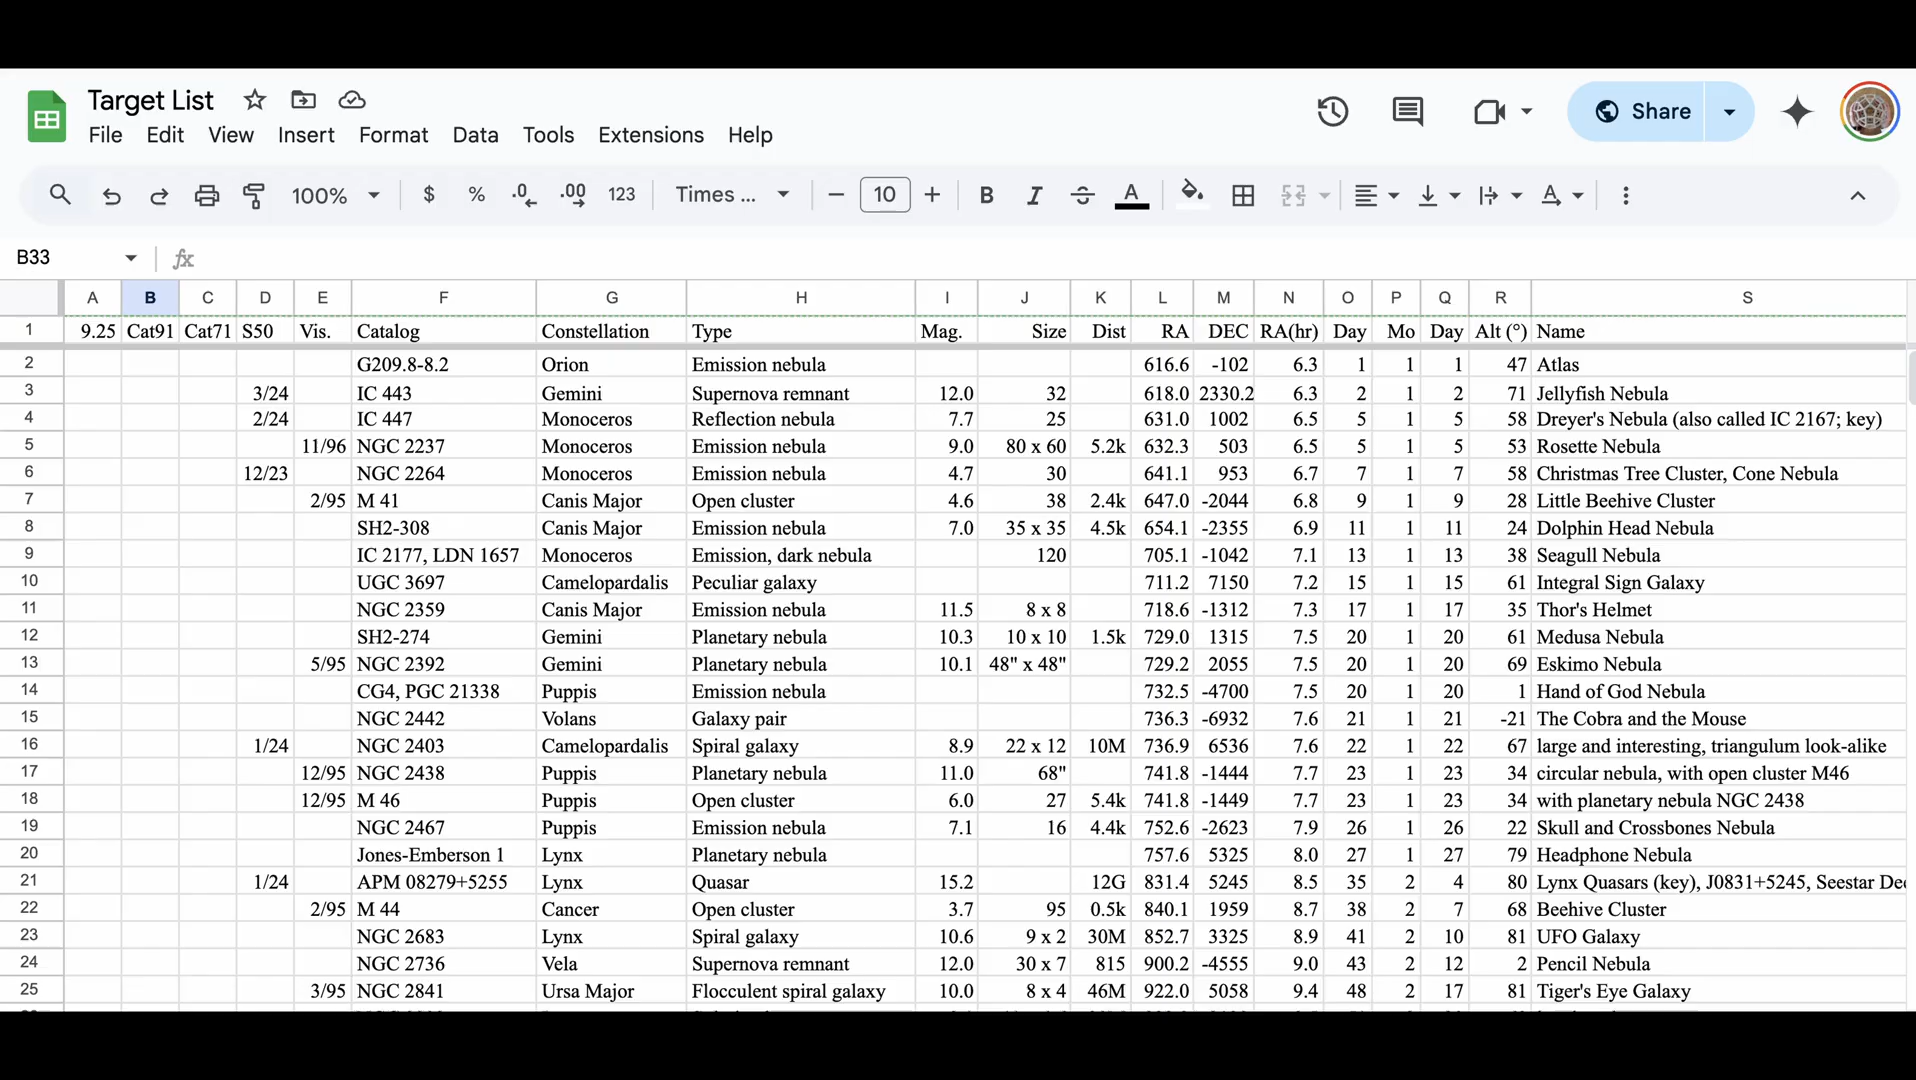 Target List
File Edit View Insert Format Data Tools Extensions Help
Share
100% $ % .0 .00 123 Times ... 10 B I A
B33 fx
A B C D E F G H I J K L M N O P Q R S
1 9.25 Cat91 Cat71 S50 Vis. Catalog Constellation Type Mag. Size Dist RA DEC RA(hr) Day Mo Day Alt (°) Name
2 G209.8-8.2 Orion Emission nebula 616.6 -102 6.3 1 1 1 47 Atlas
3 3/24 IC 443 Gemini Supernova remnant 12.0 32 618.0 2330.2 6.3 2 1 2 71 Jellyfish Nebula
4 2/24 IC 447 Monoceros Reflection nebula 7.7 25 631.0 1002 6.5 5 1 5 58 Dreyer's Nebula (also called IC 2167; key)
5 11/96 NGC 2237 Monoceros Emission nebula 9.0 80 x 60 5.2k 632.3 503 6.5 5 1 5 53 Rosette Nebula
6 12/23 NGC 2264 Monoceros Emission nebula 4.7 30 641.1 953 6.7 7 1 7 58 Christmas Tree Cluster, Cone Nebula
7 2/95 M 41 Canis Major Open cluster 4.6 38 2.4k 647.0 -2044 6.8 9 1 9 28 Little Beehive Cluster
8 SH2-308 Canis Major Emission nebula 7.0 35 x 35 4.5k 654.1 -2355 6.9 11 1 11 24 Dolphin Head Nebula
9 IC 2177, LDN 1657 Monoceros Emission, dark nebula 120 705.1 -1042 7.1 13 1 13 38 Seagull Nebula
10 UGC 3697 Camelopardalis Peculiar galaxy 711.2 7150 7.2 15 1 15 61 Integral Sign Galaxy
11 NGC 2359 Canis Major Emission nebula 11.5 8 x 8 718.6 -1312 7.3 17 1 17 35 Thor's Helmet
12 SH2-274 Gemini Planetary nebula 10.3 10 x 10 1.5k 729.0 1315 7.5 20 1 20 61 Medusa Nebula
13 5/95 NGC 2392 Gemini Planetary nebula 10.1 48" x 48" 729.2 2055 7.5 20 1 20 69 Eskimo Nebula
14 CG4, PGC 21338 Puppis Emission nebula 732.5 -4700 7.5 20 1 20 1 Hand of God Nebula
15 NGC 2442 Volans Galaxy pair 736.3 -6932 7.6 21 1 21 -21 The Cobra and the Mouse
16 1/24 NGC 2403 Camelopardalis Spiral galaxy 8.9 22 x 12 10M 736.9 6536 7.6 22 1 22 67 large and interesting, triangulum look-alike
17 12/95 NGC 2438 Puppis Planetary nebula 11.0 68" 741.8 -1444 7.7 23 1 23 34 circular nebula, with open cluster M46
18 12/95 M 46 Puppis Open cluster 6.0 27 5.4k 741.8 -1449 7.7 23 1 23 34 with planetary nebula NGC 2438
19 NGC 2467 Puppis Emission nebula 7.1 16 4.4k 752.6 -2623 7.9 26 1 26 22 Skull and Crossbones Nebula
20 Jones-Emberson 1 Lynx Planetary nebula 757.6 5325 8.0 27 1 27 79 Headphone Nebula
21 1/24 APM 08279+5255 Lynx Quasar 15.2 12G 831.4 5245 8.5 35 2 4 80 Lynx Quasars (key), J0831+5245, Seestar
22 2/95 M 44 Cancer Open cluster 3.7 95 0.5k 840.1 1959 8.7 38 2 7 68 Beehive Cluster
23 NGC 2683 Lynx Spiral galaxy 10.6 9 x 2 30M 852.7 3325 8.9 41 2 10 81 UFO Galaxy
24 NGC 2736 Vela Supernova remnant 12.0 30 x 7 815 900.2 -4555 9.0 43 2 12 2 Pencil Nebula
25 3/95 NGC 2841 Ursa Major Flocculent spiral galaxy 10.0 8 x 4 46M 922.0 5058 9.4 48 2 17 81 Tiger's Eye Galaxy